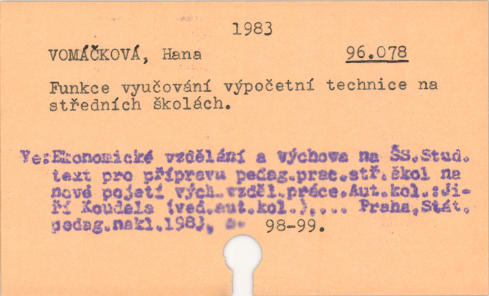 1983
VOMÁČKOVÁ, Hana 96.078
Funkce vyučování výpočetní technice na
středních školách.
Ve:Ekonomické vzdělání a výchova na SŠ.Stud.
text pro přípravu pedag.prac.stř.škol na
nové pojetí vých.vzděl.práce.Aut.kol.:Ji-
ří Koudela (ved.aut.kol.),... Praha,Stát.
pedag.nakl.1983, s. 98-99.